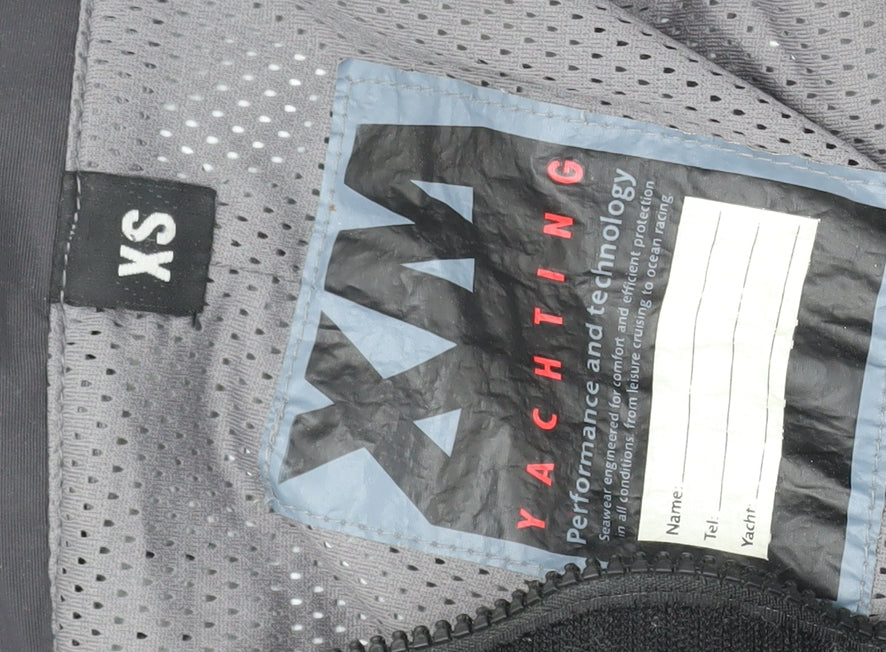 XS
XM
YACHTING
Performance and technology
Seawear engineered for comfort and efficient protection
in all conditions from leisure cruising to ocean racing
Name:
Tel:
Yacht: